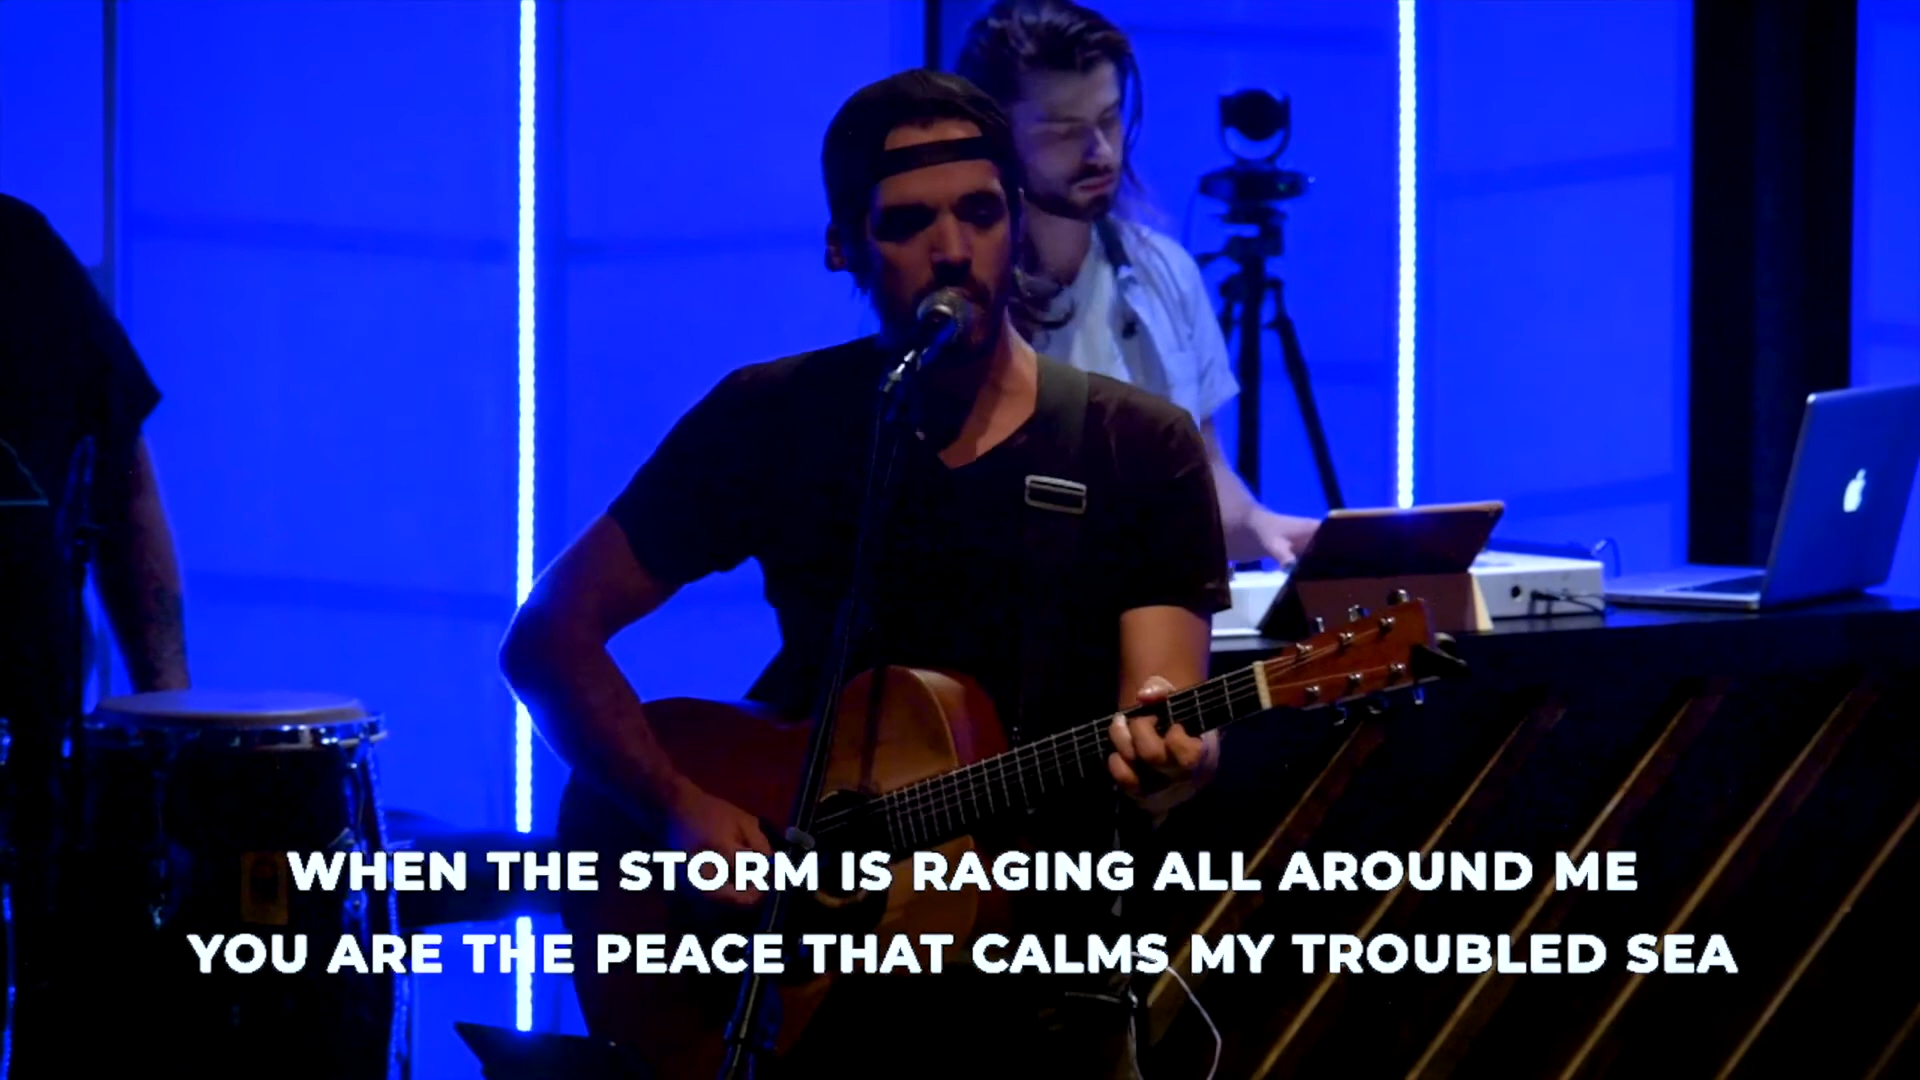 WHEN THE STORM IS RAGING ALL AROUND ME
YOU ARE THE PEACE THAT CALMS MY TROUBLED SEA